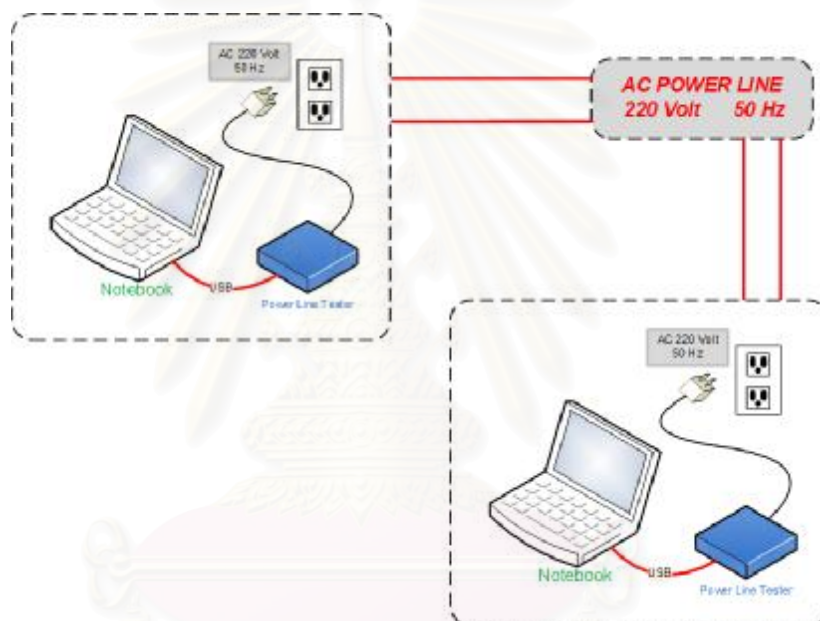 AC 220 Volt
50 Hz
AC POWER LINE
220 Volt 50 Hz
Notebook
USB
Power Line Tester
AC 220 Volt
50 Hz
Notebook
USB
Power Line Tester